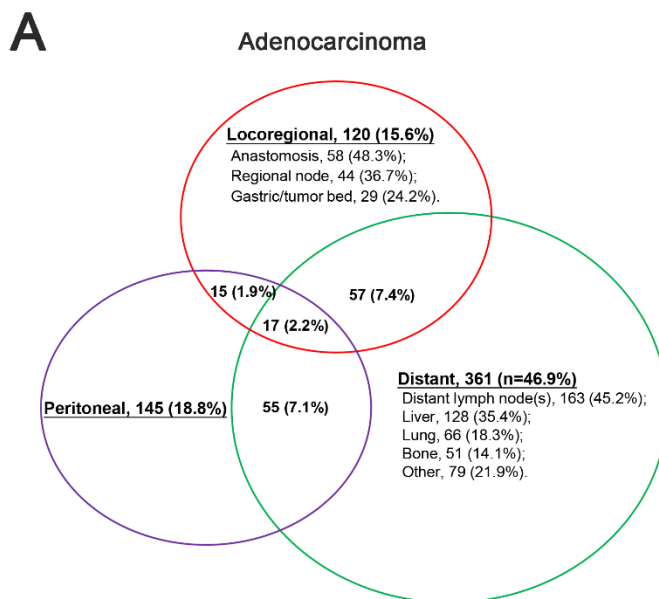 A
Adenocarcinoma
Locoregional, 120 (15.6%)
Anastomosis, 58 (48.3%);
Regional node, 44 (36.7%);
Gastric/tumor bed, 29 (24.2%).
15 (1.9%)
57 (7.4%)
17 (2.2%)
Peritoneal, 145 (18.8%)
55 (7.1%)
Distant, 361 (n=46.9%)
Distant lymph node(s), 163 (45.2%);
Liver, 128 (35.4%);
Lung, 66 (18.3%);
Bone, 51 (14.1%);
Other, 79 (21.9%).